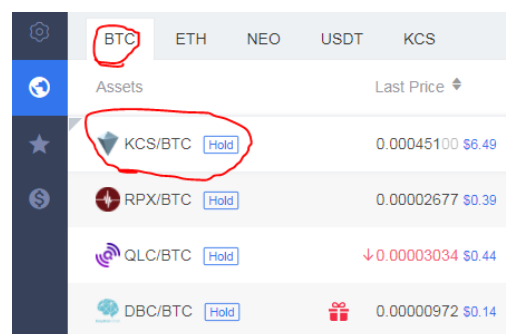 BTC ETH NEO USDT KCS
Assets Last Price
KCS/BTC Hold 0.00045100 $6.49
RPX/BTC Hold 0.00002677 $0.39
QLC/BTC Hold 0.00003034 $0.44
DBC/BTC Hold 0.00000972 $0.14